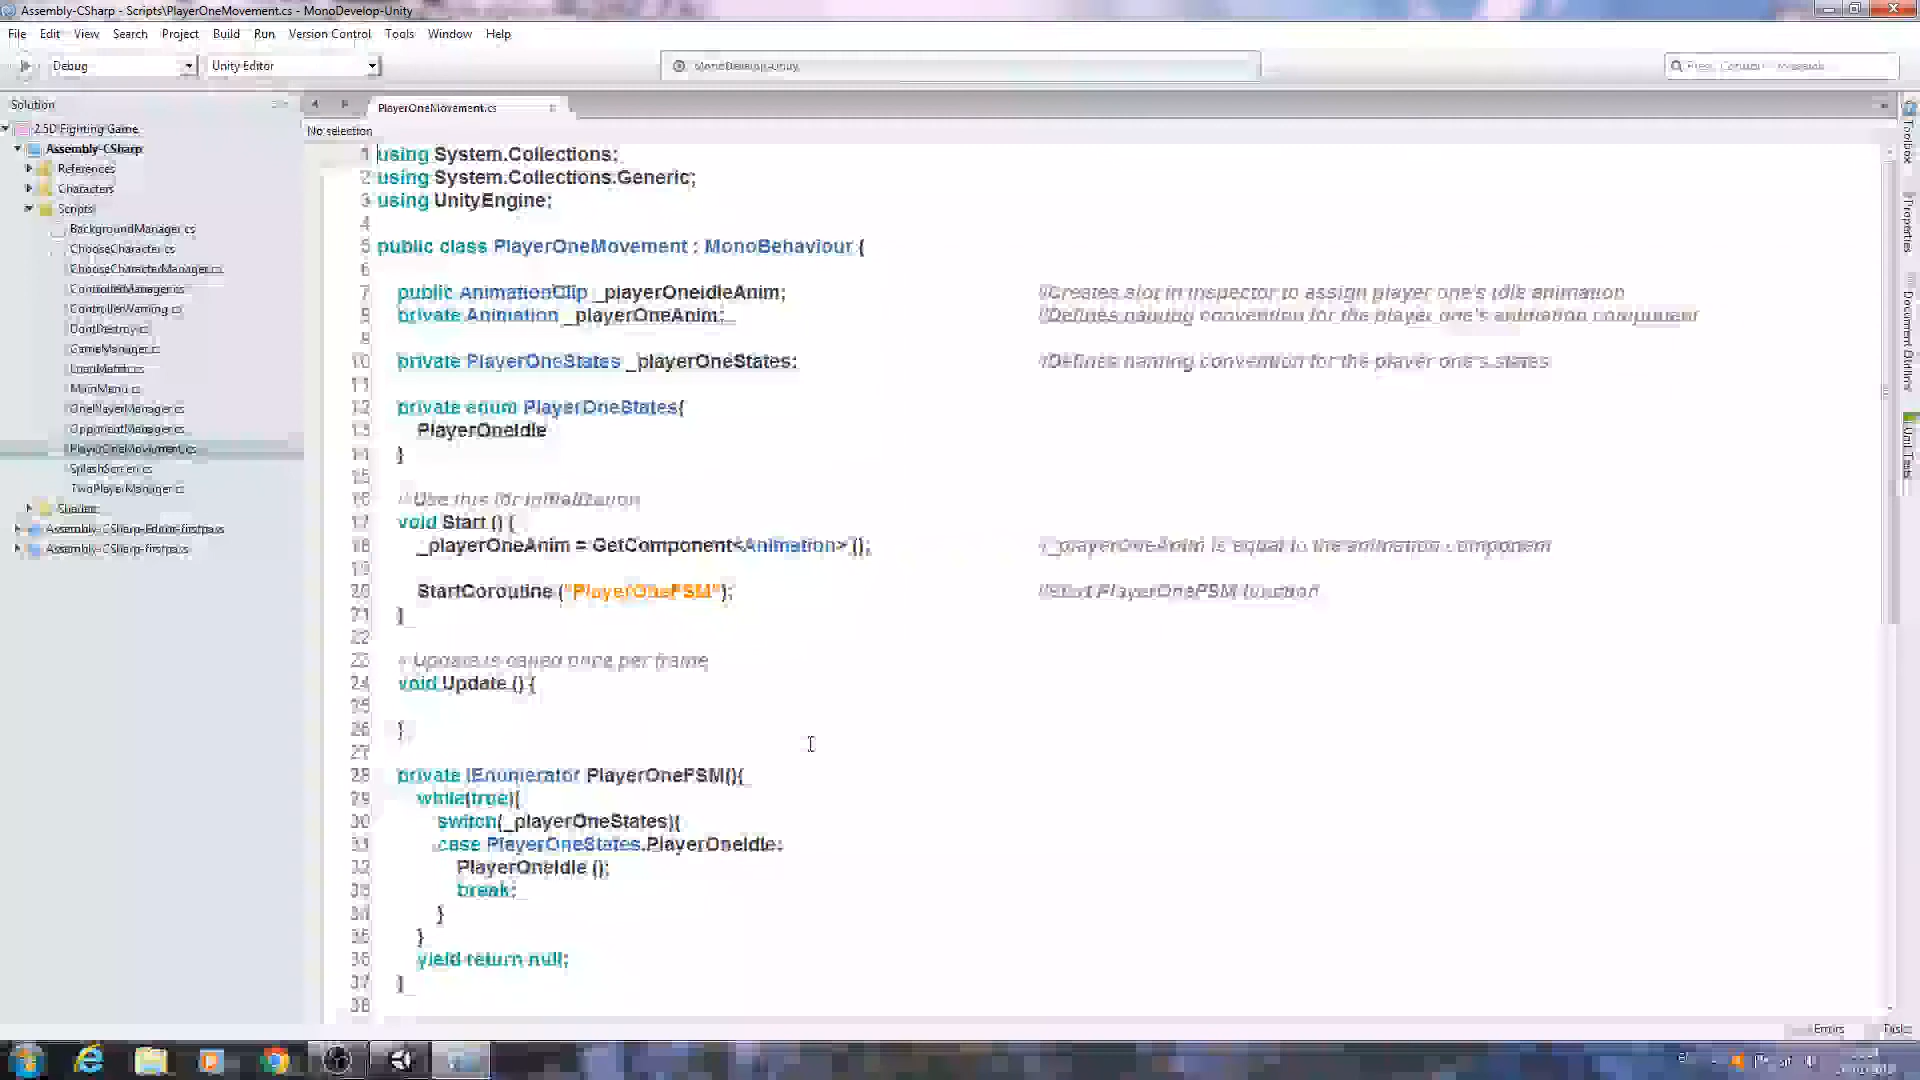 Assembly-CSharp - Scripts\PlayerOneMovement.cs - MonoDevelop-Unity
File Edit View Search Project Build Run Version Control Tools Window Help
Debug Unity Editor MonoDevelop-Unity
Solution
PlayerOneMovement.cs
No selection
2.5D Fighting Game
Assembly-CSharp
References
Characters
Scripts
BackgroundManager.cs
ChooseCharacter.cs
ChooseCharacterManager.cs
ControllerManager.cs
ControllerWarning.cs
DontDestroy.cs
GameManager.cs
LoadMatch.cs
MainMenu.cs
OnePlayerManager.cs
OpponentManager.cs
PlayerOneMovement.cs
SplashScreen.cs
TwoPlayerManager.cs
Shaders
Assembly-CSharp-Editor-firstpass
Assembly-CSharp-firstpass
1 using System.Collections;
2 using System.Collections.Generic;
3 using UnityEngine;
4
5 public class PlayerOneMovement : MonoBehaviour {
6
7 public AnimationClip _playerOneIdleAnim; //Creates slot in inspector to assign player one's idle animation
8 private Animation _playerOneAnim; //Defines naming convention for the player one's animation component
9
10 private PlayerOneStates _playerOneStates; //Defines naming convention for the player one's states
11
12 private enum PlayerOneStates{
13 PlayerOneIdle
14 }
15
16 // Use this for initialization
17 void Start () {
18 _playerOneAnim = GetComponent<Animation> (); //_playerOneAnim is equal to the animation component
19
20 StartCoroutine ("PlayerOneFSM"); //Start PlayerOneFSM function
21 }
22
23 // Update is called once per frame
24 void Update () {
25
26 }
27
28 private IEnumerator PlayerOneFSM(){
29 while(true){
30 switch(_playerOneStates){
31 case PlayerOneStates.PlayerOneIdle:
32 PlayerOneIdle ();
33 break;
34 }
35 }
36 yield return null;
37 }
38
Toolbox
Properties
Document Outline
Unit Tests
Errors Tasks